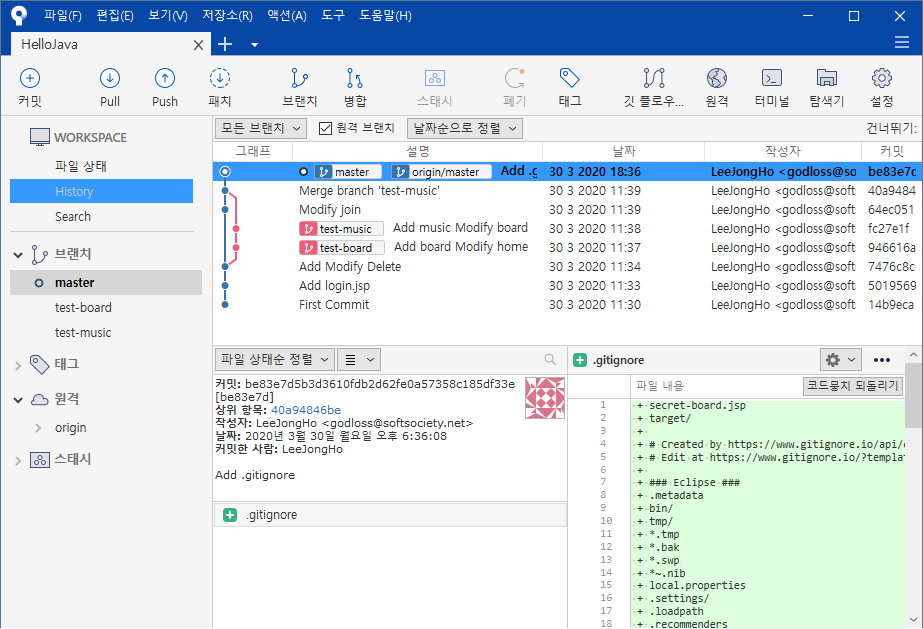 파일(F) 편집(E) 보기(V) 저장소(R) 액션(A) 도구 도움말(H)
HelloJava
커밋 Pull Push 패치 브랜치 병합 스태시 폐기 태그 깃 플로우... 원격 터미널 탐색기 설정
WORKSPACE
파일 상태
History
Search
브랜치
master
test-board
test-music
태그
원격
origin
스태시
모든 브랜치 원격 브랜치 날짜순으로 정렬 건너뛰기:
그래프 설명 날짜 작성자 커밋
master origin/master Add .g 30 3 2020 18:36 LeeJongHo <godloss@so be83e7c
Merge branch 'test-music' 30 3 2020 11:39 LeeJongHo <godloss@soft 40a9484
Modify join 30 3 2020 11:39 LeeJongHo <godloss@soft 64ec051
test-music Add music Modify board 30 3 2020 11:38 LeeJongHo <godloss@soft fc27e1f
test-board Add board Modify home 30 3 2020 11:37 LeeJongHo <godloss@soft 946616a
Add Modify Delete 30 3 2020 11:34 LeeJongHo <godloss@soft 7476c8c
Add login.jsp 30 3 2020 11:33 LeeJongHo <godloss@soft 5019569
First Commit 30 3 2020 11:30 LeeJongHo <godloss@soft 14b9eca
파일 상태순 정렬
커밋: be83e7d5b3d3610fdb2d62fe0a57358c185df33e
[be83e7d]
상위 항목: 40a94846be
작성자: LeeJongHo <godloss@softsociety.net>
날짜: 2020년 3월 30일 월요일 오후 6:36:08
커밋한 사람: LeeJongHo
Add .gitignore
.gitignore
.gitignore
파일 내용 코드뭉치 되돌리기
1 + secret-board.jsp
2 + target/
3 +
4 + # Created by https://www.gitignore.io/api/
5 + # Edit at https://www.gitignore.io/?templat
6 +
7 + ### Eclipse ###
8 + .metadata
9 + bin/
10 + tmp/
11 + *.tmp
12 + *.bak
13 + *.swp
14 + *~.nib
15 + local.properties
16 + .settings/
17 + .loadpath
18 + .recommenders